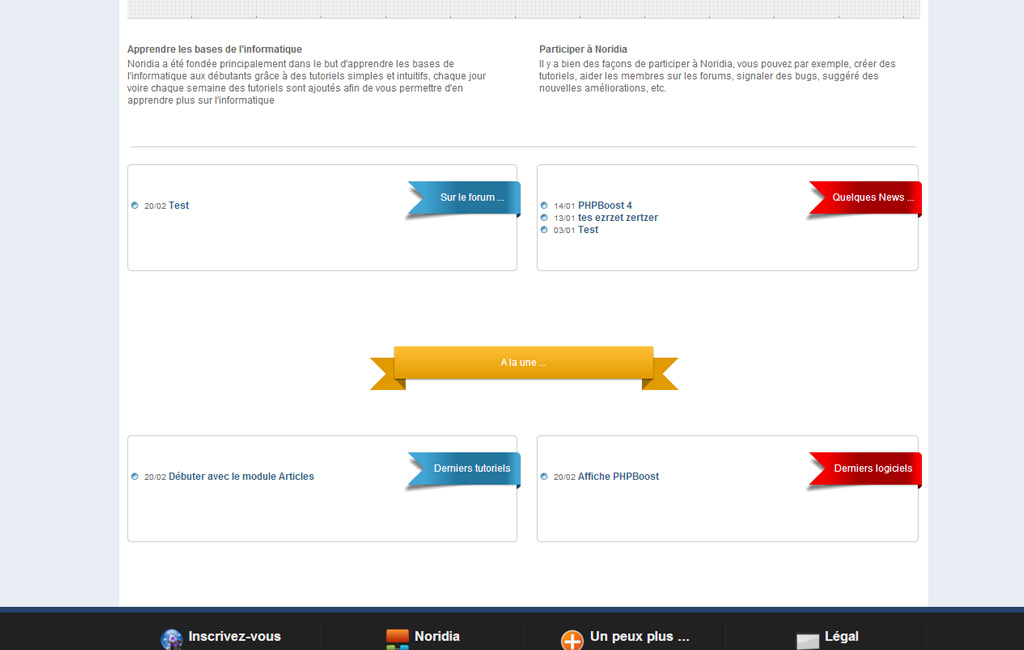 Apprendre les bases de l'informatique
Noridia a été fondée principalement dans le but d'apprendre les bases de
l'informatique aux débutants grâce à des tutoriels simples et intuitifs, chaque jour
voire chaque semaine des tutoriels sont ajoutés afin de vous permettre d'en
apprendre plus sur l'informatique
Participer à Noridia
Il y a bien des façons de participer à Noridia, vous pouvez par exemple, créer des
tutoriels, aider les membres sur les forums, signaler des bugs, suggéré des
nouvelles améliorations, etc.
Sur le forum ...
20/02 Test
Quelques News ...
14/01 PHPBoost 4
13/01 tes ezrzet zertzer
03/01 Test
A la une ...
Derniers tutoriels
20/02 Débuter avec le module Articles
Derniers logiciels
20/02 Affiche PHPBoost
Inscrivez-vous
Noridia
Un peu plus ...
Légal